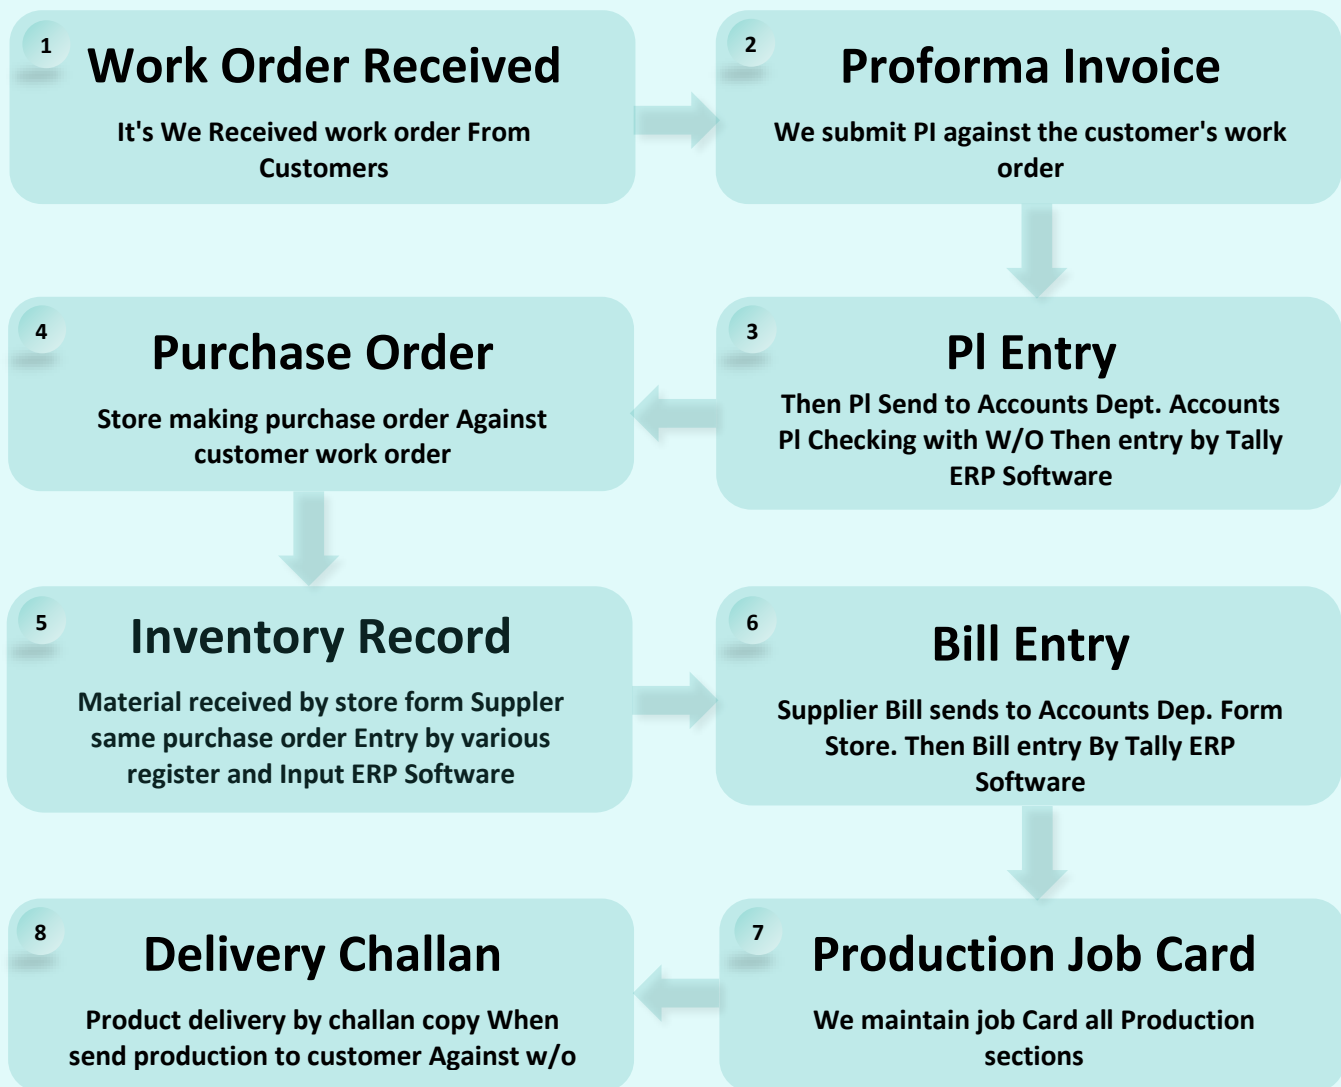 1
Work Order Received
It's We Received work order From
Customers
2
Proforma Invoice
We submit PI against the customer's work
order
3
Pl Entry
Then Pl Send to Accounts Dept. Accounts
Pl Checking with W/O Then entry by Tally
ERP Software
4
Purchase Order
Store making purchase order Against
customer work order
5
Inventory Record
Material received by store form Suppler
same purchase order Entry by various
register and Input ERP Software
6
Bill Entry
Supplier Bill sends to Accounts Dep. Form
Store. Then Bill entry By Tally ERP
Software
7
Production Job Card
We maintain job Card all Production
sections
8
Delivery Challan
Product delivery by challan copy When
send production to customer Against w/o